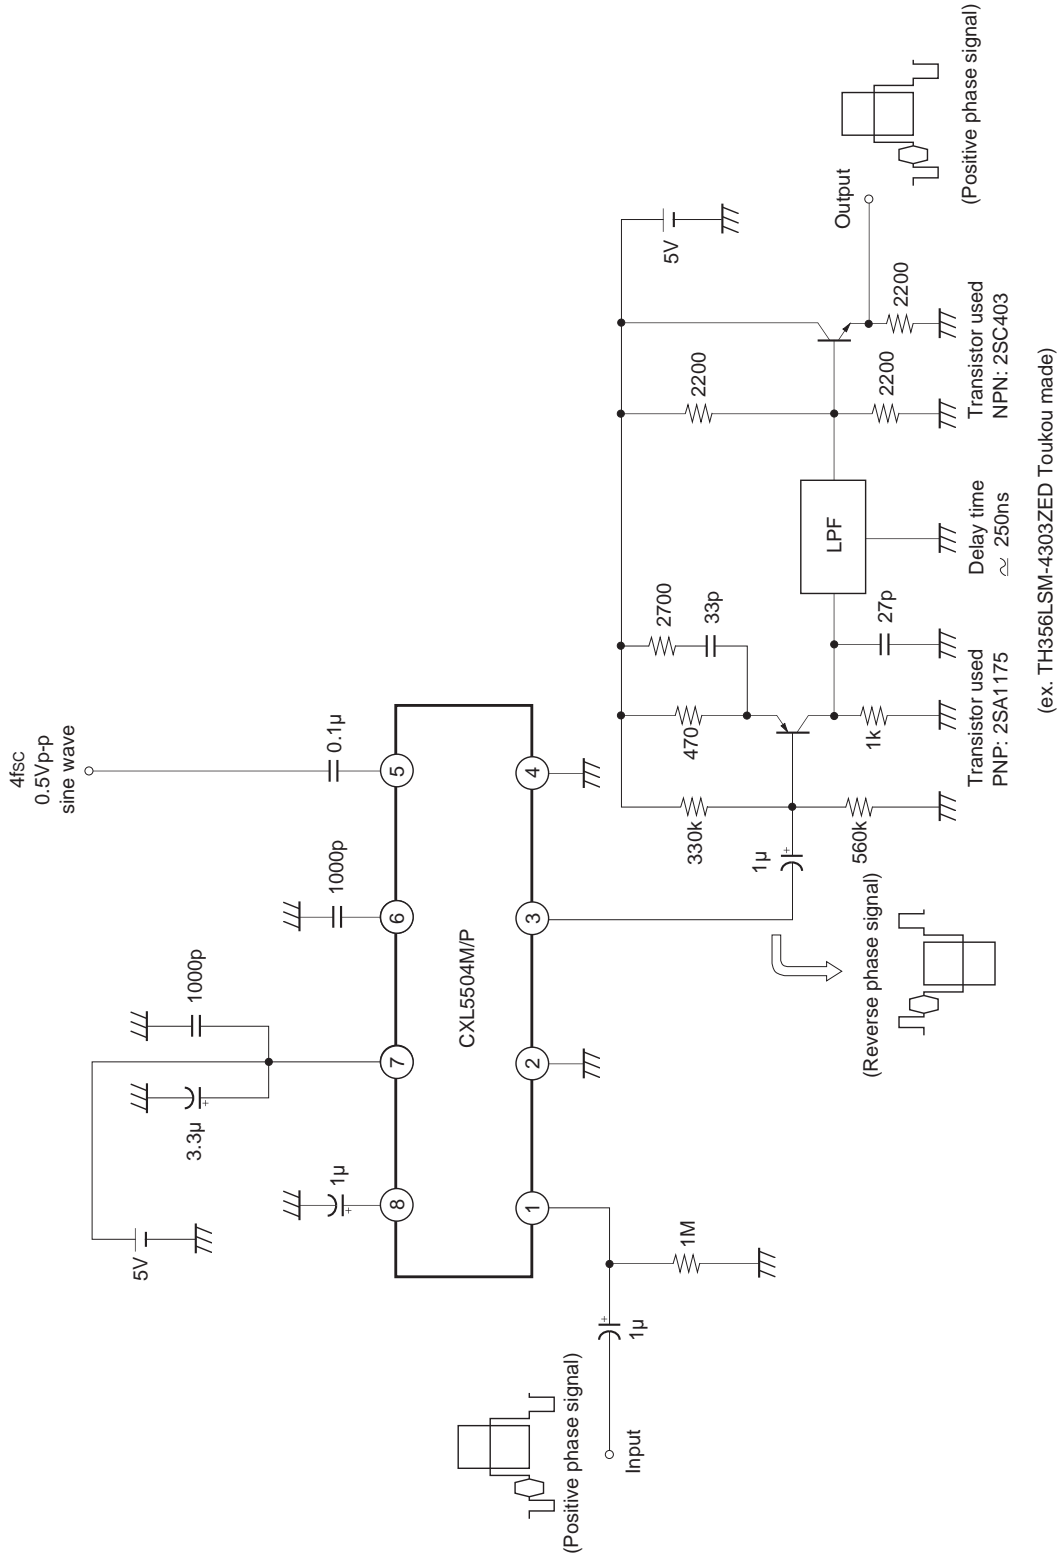 4fsc
0.5Vp-p
sine wave
0.1µ
1000p
1000p
3.3µ
1µ
5V
5
6
7
8
CXL5504M/P
4
3
2
1
1M
1µ
Input
(Positive phase signal)
(Reverse phase signal)
1µ
330k
560k
470
2700
33p
1k
27p
LPF
2200
2200
2200
5V
Output
(Positive phase signal)
Transistor used
PNP: 2SA1175
Delay time
≃ 250ns
Transistor used
NPN: 2SC403
(ex. TH356LSM-4303ZED Toukou made)